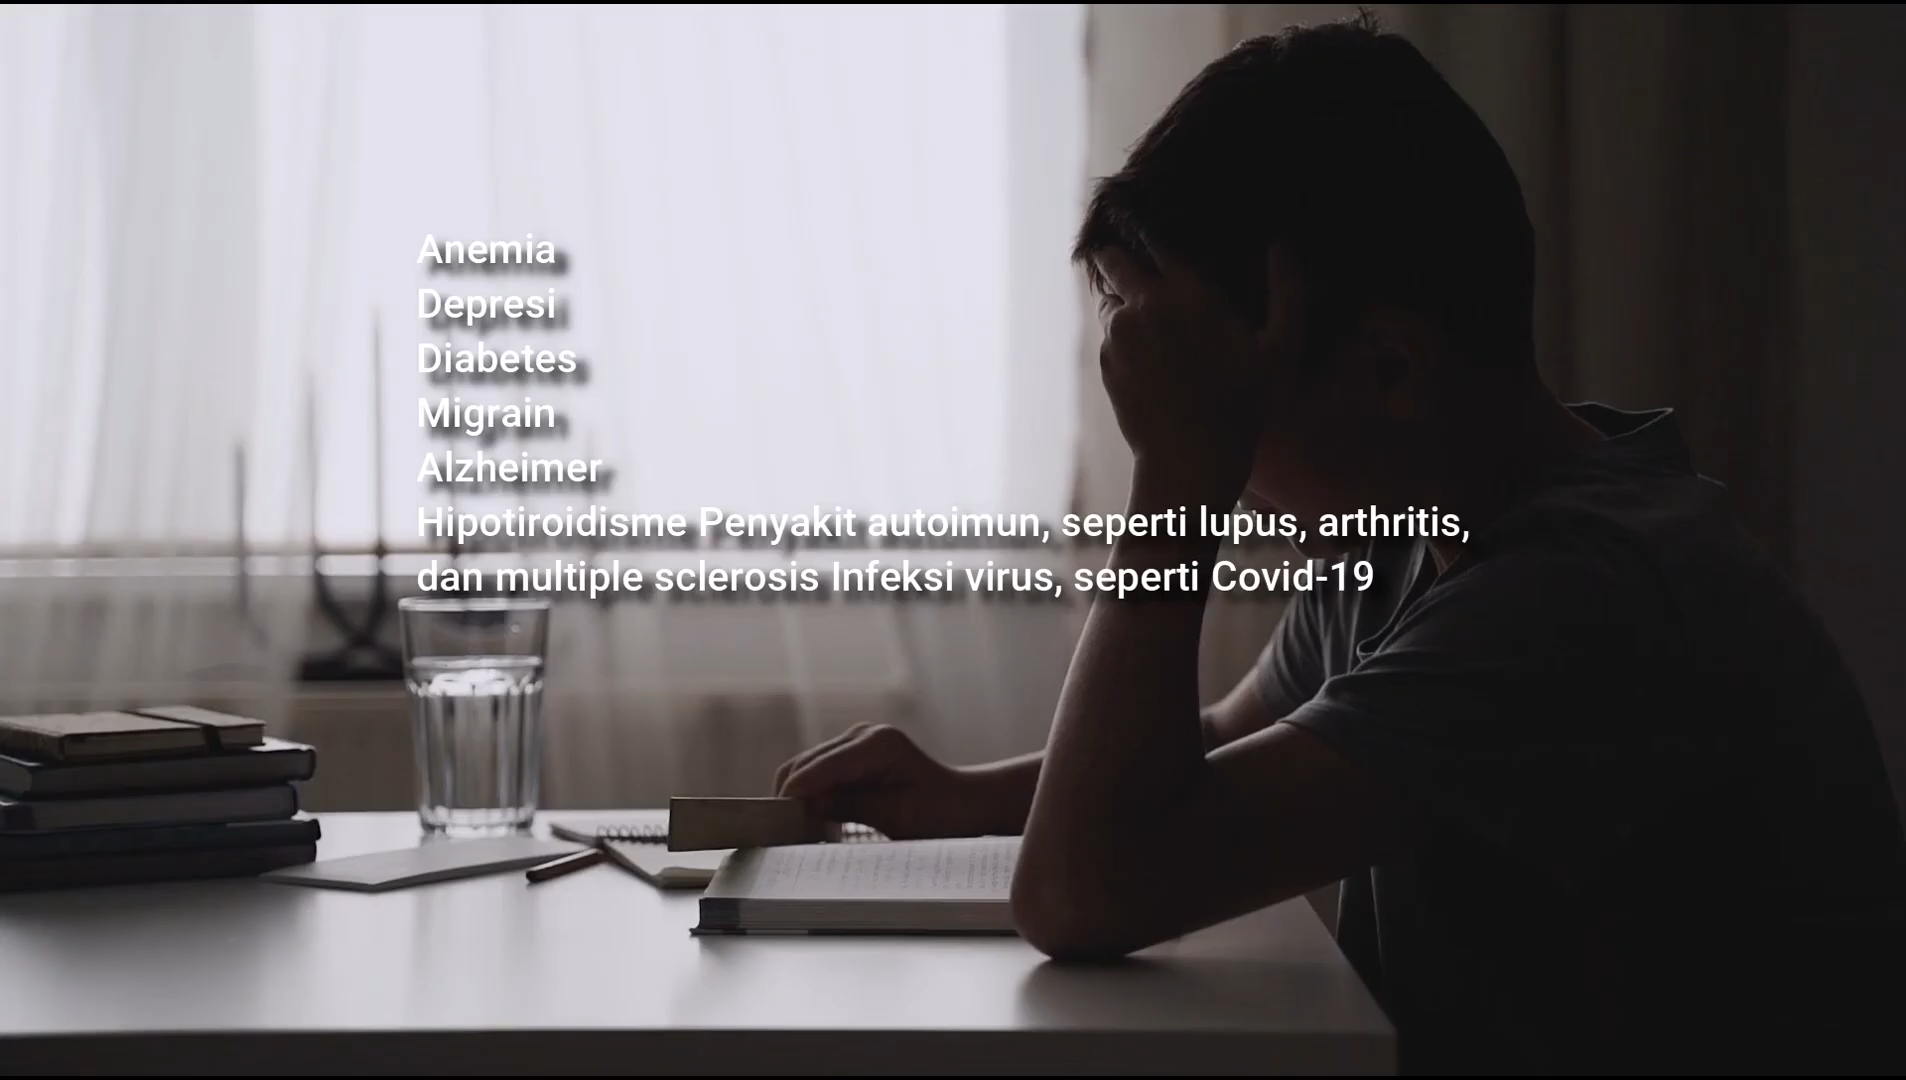 Anemia
Depresi
Diabetes
Migrain
Alzheimer
Hipotiroidisme Penyakit autoimun, seperti lupus, arthritis,
dan multiple sclerosis Infeksi virus, seperti Covid-19